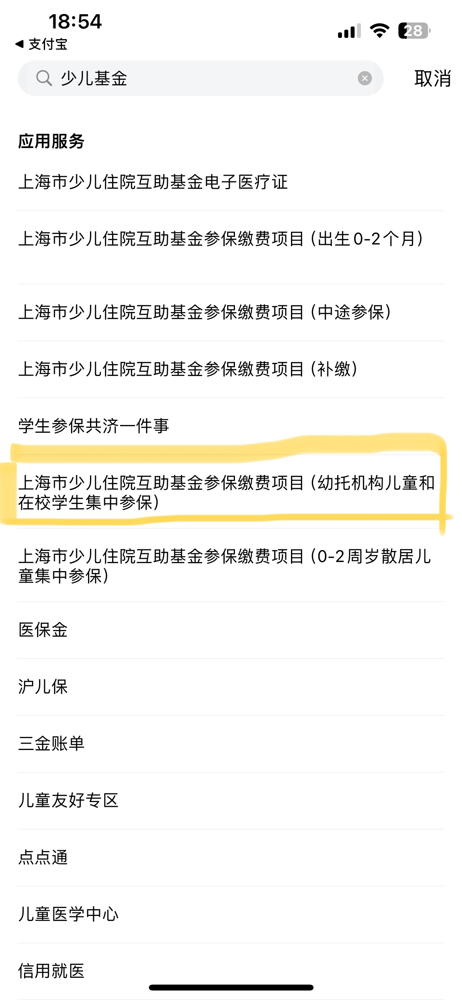 18:54
28
支付宝
少儿基金
取消
应用服务
上海市少儿住院互助基金电子医疗证
上海市少儿住院互助基金参保缴费项目（出生0-2个月）
上海市少儿住院互助基金参保缴费项目（中途参保）
上海市少儿住院互助基金参保缴费项目（补缴）
学生参保共济一件事
上海市少儿住院互助基金参保缴费项目（幼托机构儿童和
在校学生集中参保）
上海市少儿住院互助基金参保缴费项目（0-2周岁散居儿
童集中参保）
医保金
沪儿保
三金账单
儿童友好专区
点点通
儿童医学中心
信用就医